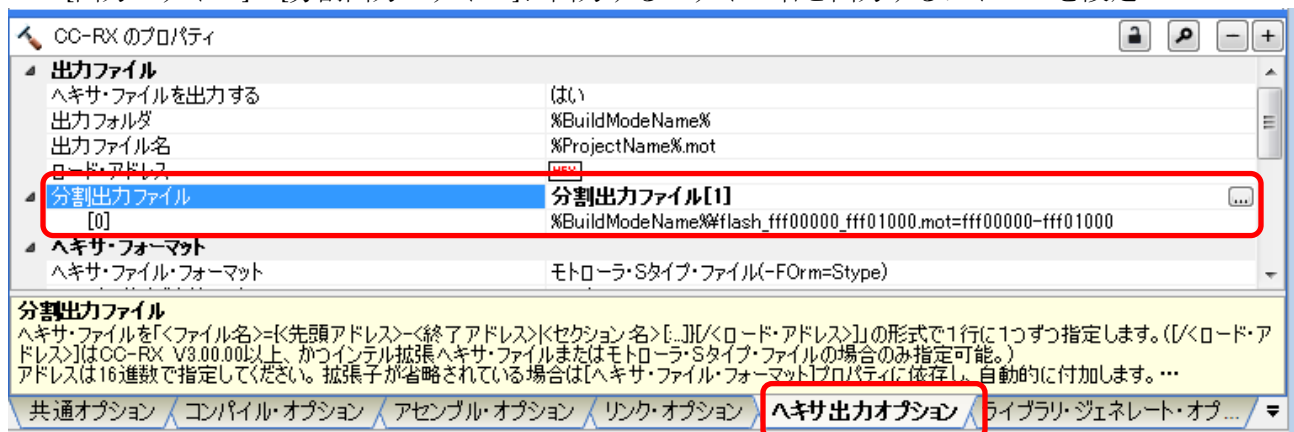 CC-RX のプロパティ
出力ファイル
ヘキサ・ファイルを出力する はい
出力フォルダ %BuildModeName%
出力ファイル名 %ProjectName%.mot
ロード・アドレス HEX
分割出力ファイル 分割出力ファイル[1] ...
[0] %BuildModeName%¥flash_fff00000_fff01000.mot=fff00000-fff01000
ヘキサ・フォーマット
ヘキサ・ファイル・フォーマット モトローラ・Sタイプ・ファイル(-FOrm=Stype)
分割出力ファイル
ヘキサ・ファイルを「<ファイル名>={<先頭アドレス>-<終了アドレス>|<セクション名>[:...]}[/<ロード・アドレス>]」の形式で1行に1つずつ指定します。([/<ロード・ア
ドレス>]はCC-RX V3.00.00以上、かつインテル拡張ヘキサ・ファイルまたはモトローラ・Sタイプ・ファイルの場合のみ指定可能。)
アドレスは16進数で指定してください。拡張子が省略されている場合は[ヘキサ・ファイル・フォーマット]プロパティに依存し、自動的に付加します。…
共通オプション コンパイル・オプション アセンブル・オプション リンク・オプション ヘキサ出力オプション ライブラリ・ジェネレート・オプ...